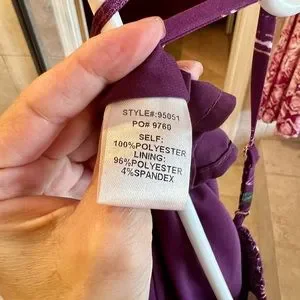 STYLE#:95051
PO# 9760
SELF:
100%POLYESTER
LINING:
96%POLYESTER
4%SPANDEX